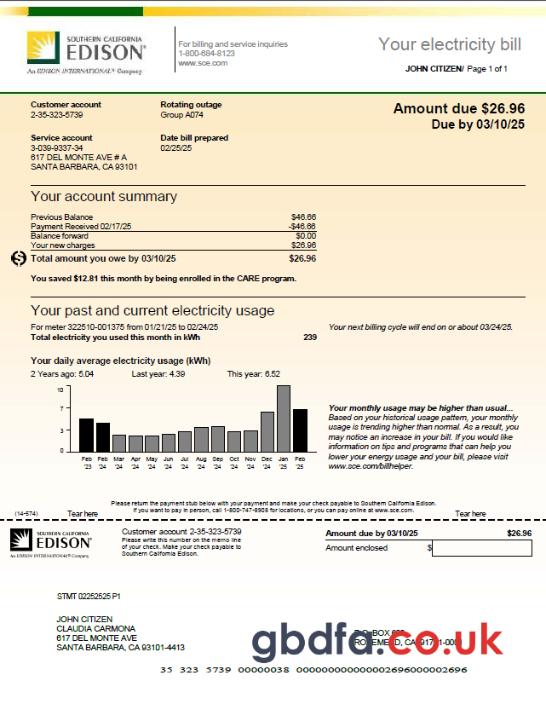 SOUTHERN CALIFORNIA
EDISON®
An EDISON INTERNATIONAL® Company
For billing and service inquiries
1-800-684-8123
www.sce.com
Your electricity bill
JOHN CITIZEN/ Page 1 of 1
Customer account
2-35-323-5739
Rotating outage
Group A074
Amount due $26.96
Due by 03/10/25
Service account
3-039-9337-34
617 DEL MONTE AVE # A
SANTA BARBARA, CA 93101
Date bill prepared
02/25/25
Your account summary
Previous Balance $46.66
Payment Received 02/17/25 -$46.66
Balance forward $0.00
Your new charges $26.96
Total amount you owe by 03/10/25 $26.96
You saved $12.81 this month by being enrolled in the CARE program.
Your past and current electricity usage
For meter 322510-001375 from 01/21/25 to 02/24/25
Total electricity you used this month in kWh 239
Your next billing cycle will end on or about 03/24/25.
Your daily average electricity usage (kWh)
2 Years ago: 5.04 Last year: 4.39 This year: 6.52
10
7
3
0
Feb Feb Mar Apr May Jun Jul Aug Sep Oct Nov Dec Jan Feb
'23 '24 '24 '24 '24 '24 '24 '24 '24 '24 '24 '24 '25 '25
Your monthly usage may be higher than usual...
Based on your historical usage pattern, your monthly
usage is trending higher than normal. As a result, you
may notice an increase in your bill. If you would like
information on tips and programs that can help you
lower your energy usage and your bill, please visit
www.sce.com/billhelper.
Please return the payment stub below with your payment and make your check payable to Southern California Edison.
If you want to pay in person, call 1-800-747-8908 for locations, or you can pay online at www.sce.com.
(14-574) Tear here Tear here
SOUTHERN CALIFORNIA
EDISON
An EDISON INTERNATIONAL® Company
Customer account 2-35-323-5739
Please write this number on the memo line
of your check. Make your check payable to
Southern California Edison.
Amount due by 03/10/25 $26.96
Amount enclosed $
STMT 02252525 P1
JOHN CITIZEN
CLAUDIA CARMONA
617 DEL MONTE AVE
SANTA BARBARA, CA 93101-4413
P.O. BOX
ROSEMEAD, CA
gbdfa.co.uk
35 323 5739 00000038 00000000000002696000002696